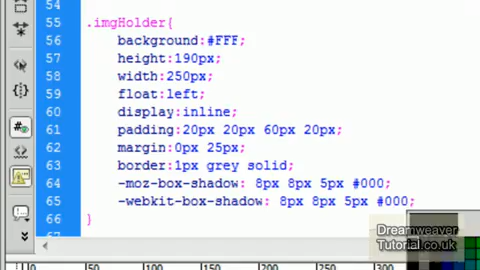 54
55 .imgHolder{
56 background:#FFF;
57 height:190px;
58 width:250px;
59 float:left;
60 display:inline;
61 padding:20px 20px 60px 20px;
62 margin:0px 25px;
63 border:1px grey solid;
64 -moz-box-shadow: 8px 8px 5px #000;
65 -webkit-box-shadow: 8px 8px 5px #000;
66 }
67
Dreamweaver
Tutorial.co.uk
0 50 100 150 200 250 300